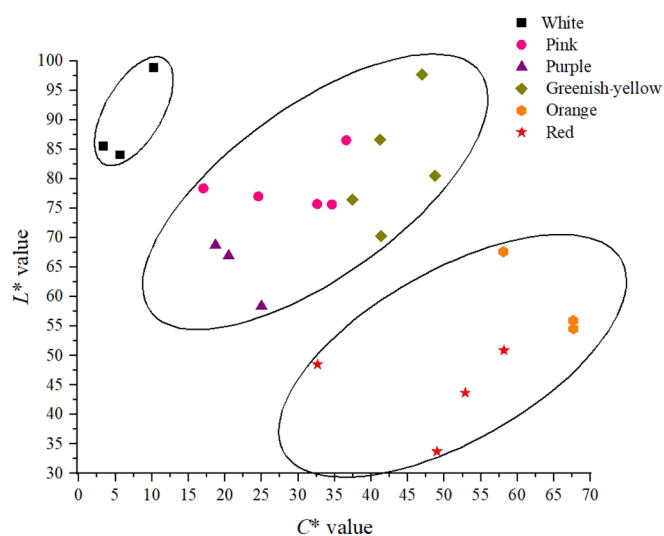 White
Pink
Purple
Greenish-yellow
Orange
Red
100
95
90
85
80
75
70
65
60
55
50
45
40
35
30
L* value
0 5 10 15 20 25 30 35 40 45 50 55 60 65 70
C* value